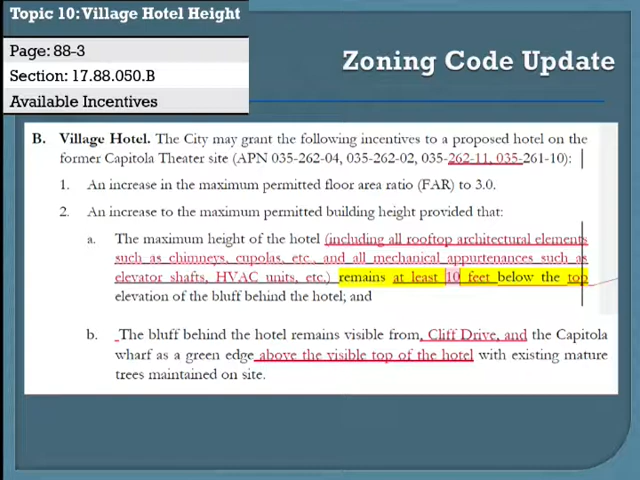 Topic 10: Village Hotel Height
Page: 88-3
Section: 17.88.050.B
Available Incentives
Zoning Code Update
B. Village Hotel. The City may grant the following incentives to a proposed hotel on the
former Capitola Theater site (APN 035-262-04, 035-262-02, 035-262-11, 035-261-10):
1. An increase in the maximum permitted floor area ratio (FAR) to 3.0.
2. An increase to the maximum permitted building height provided that:
a. The maximum height of the hotel (including all rooftop architectural elements
such as chimneys, cupolas, etc., and all mechanical appurtenances such as
elevator shafts, HVAC units, etc.) remains at least 10 feet below the top
elevation of the bluff behind the hotel; and
b. The bluff behind the hotel remains visible from, Cliff Drive, and the Capitola
wharf as a green edge above the visible top of the hotel with existing mature
trees maintained on site.